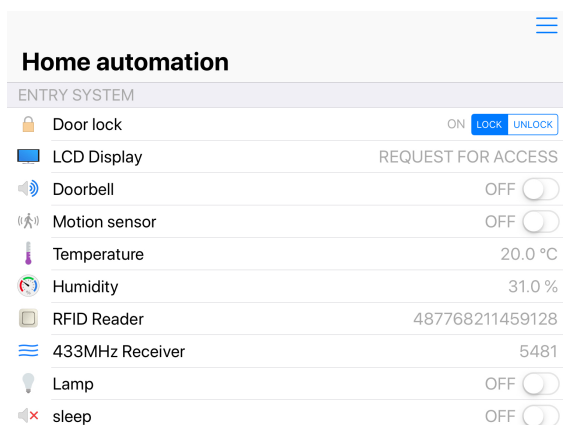 Home automation
ENTRY SYSTEM
Door lock ON LOCK UNLOCK
LCD Display REQUEST FOR ACCESS
Doorbell OFF
Motion sensor OFF
Temperature 20.0 °C
Humidity 31.0 %
RFID Reader 487768211459128
433MHz Receiver 5481
Lamp OFF
sleep OFF